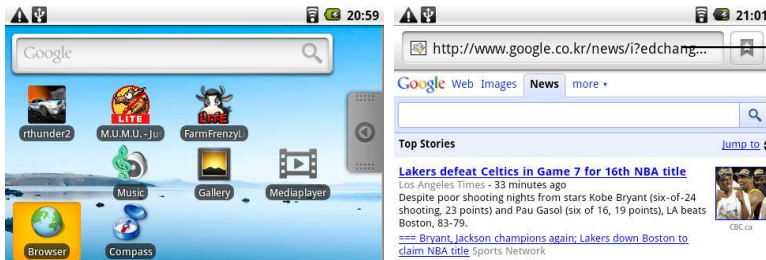 20:59
Google
rthunder2
M.U.M.U. - Ju
FarmFrenzyL
LITE
LITE
Music
Gallery
Mediaplayer
Browser
Compass
21:01
http://www.google.co.kr/news/i?edchang...
Google Web Images News more
Top Stories
Jump to
Lakers defeat Celtics in Game 7 for 16th NBA title
Los Angeles Times - 33 minutes ago
Despite poor shooting nights from stars Kobe Bryant (six-of-24
shooting, 23 points) and Pau Gasol (six of 16, 19 points), LA beats
Boston, 83-79.
CBC.ca
=== Bryant, Jackson champions again; Lakers down Boston to
claim NBA title Sports Network